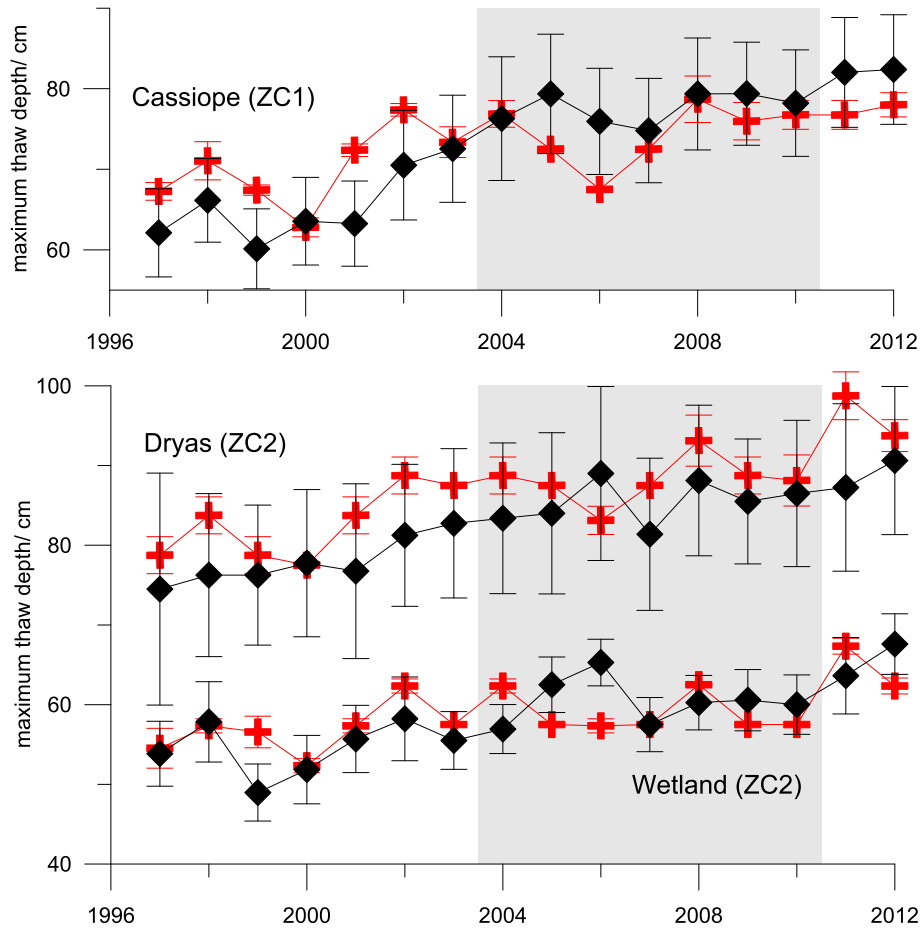 maximum thaw depth/ cm
80
60
Cassiope (ZC1)
1996 2000 2004 2008 2012
maximum thaw depth/ cm
100
80
60
40
Dryas (ZC2)
Wetland (ZC2)
1996 2000 2004 2008 2012